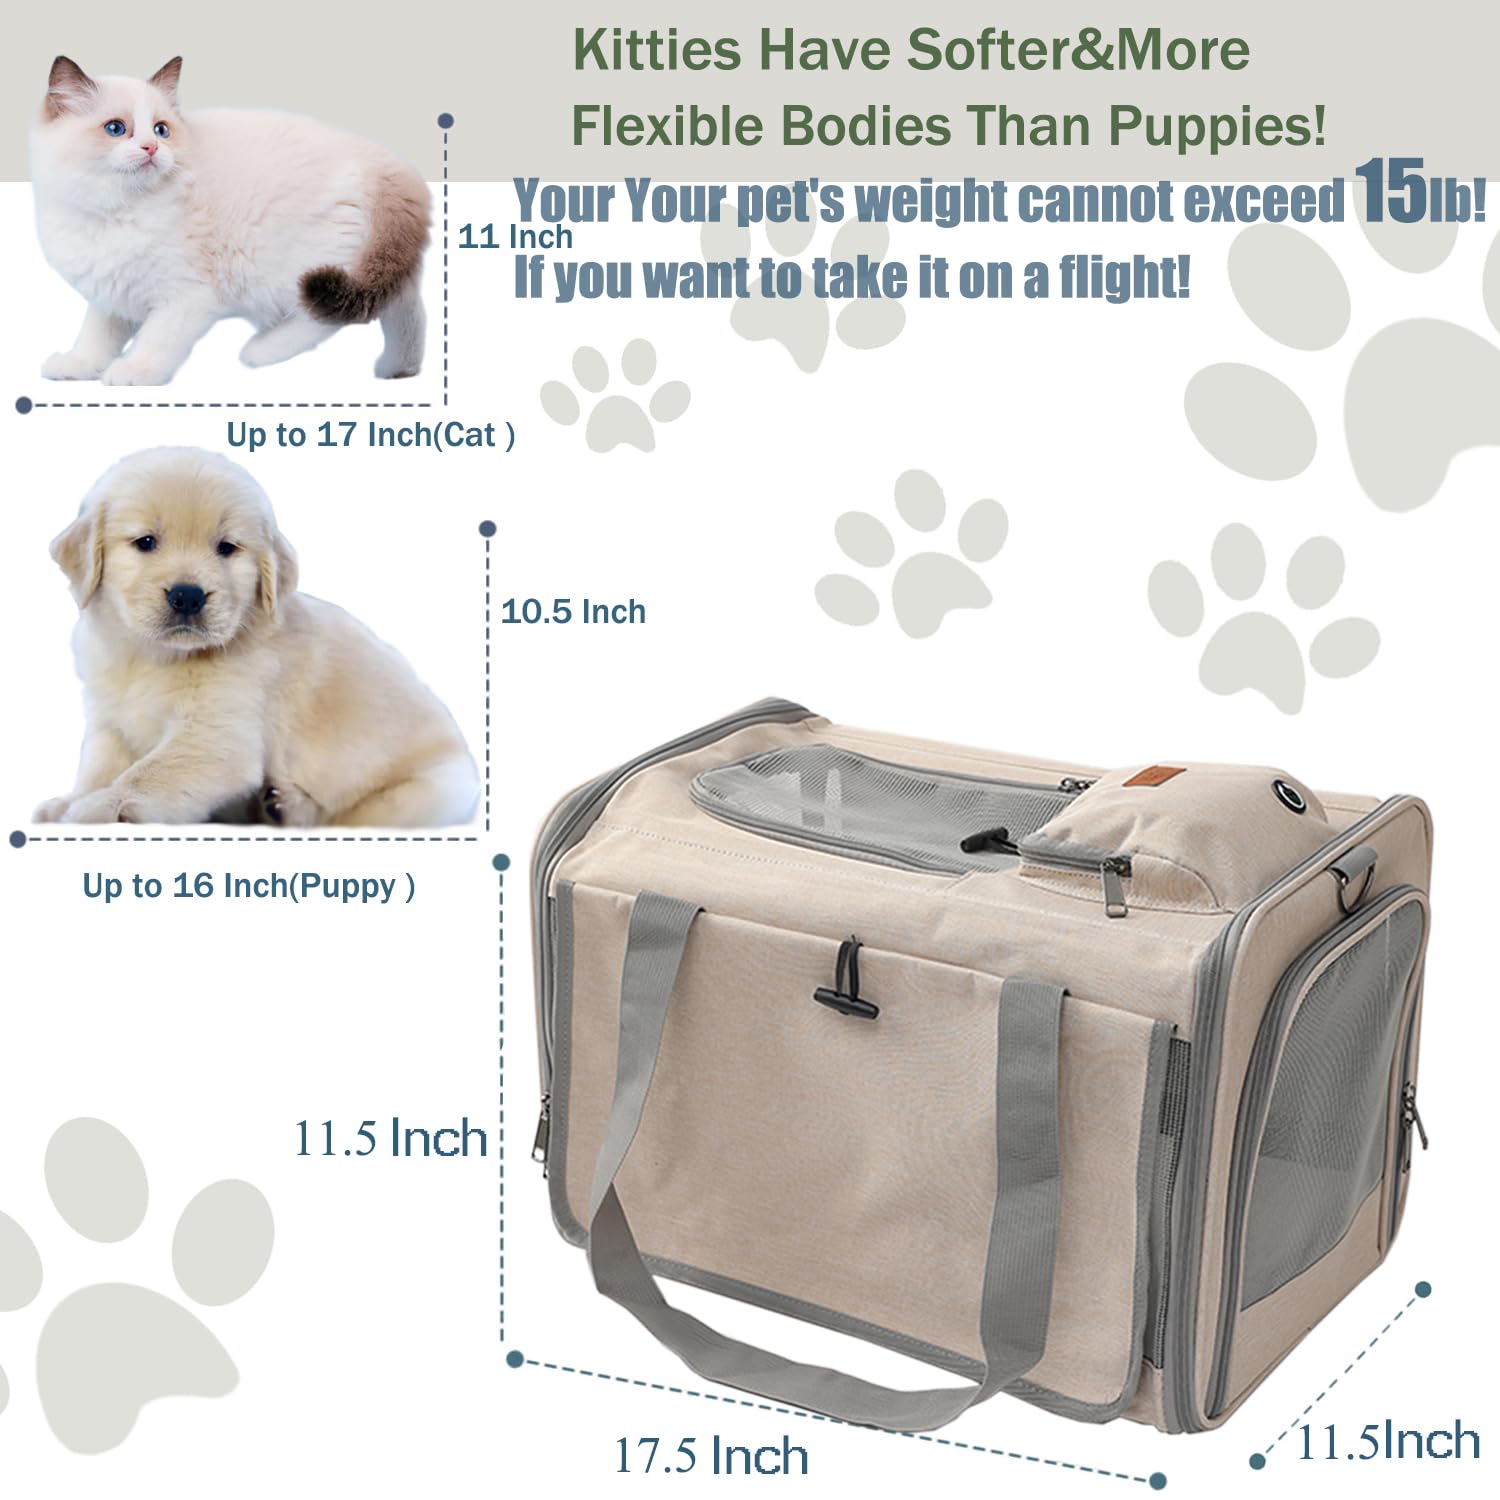 Kitties Have Softer&More
Flexible Bodies Than Puppies!
Your Your pet's weight cannot exceed 15lb!
If you want to take it on a flight!
11 Inch
Up to 17 Inch(Cat )
10.5 Inch
Up to 16 Inch(Puppy )
11.5 Inch
17.5 Inch
11.5Inch